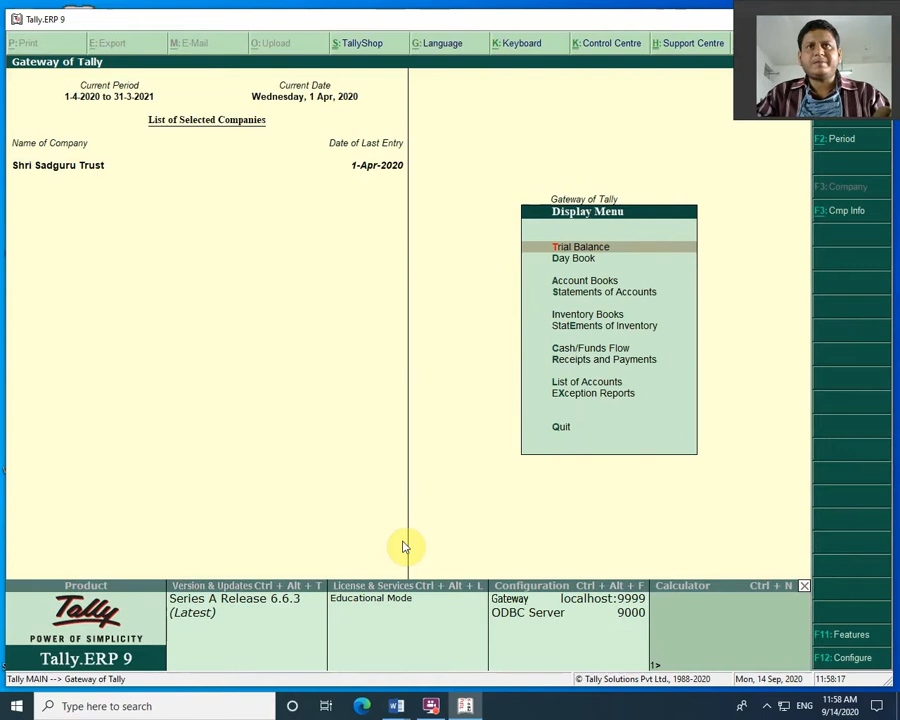 Tally.ERP 9
P: Print E: Export M: E-Mail O: Upload S: TallyShop G: Language K: Keyboard K: Control Centre H: Support Centre
Gateway of Tally
Current Period Current Date
1-4-2020 to 31-3-2021 Wednesday, 1 Apr, 2020
List of Selected Companies
Name of Company Date of Last Entry
Shri Sadguru Trust 1-Apr-2020
F2: Period
F3: Company
F3: Cmp Info
Gateway of Tally
Display Menu
Trial Balance
Day Book
Account Books
Statements of Accounts
Inventory Books
StatEments of Inventory
Cash/Funds Flow
Receipts and Payments
List of Accounts
EXception Reports
Quit
F11: Features
F12: Configure
Product Version & Updates Ctrl + Alt + T License & Services Ctrl + Alt + L Configuration Ctrl + Alt + F Calculator Ctrl + N
Tally
POWER OF SIMPLICITY
Tally.ERP 9
Series A Release 6.6.3
(Latest)
Educational Mode
Gateway localhost:9999
ODBC Server 9000
1>
Tally MAIN --> Gateway of Tally © Tally Solutions Pvt Ltd., 1988-2020 Mon, 14 Sep, 2020 11:58:17
Type here to search
ENG
11:58 AM
9/14/2020